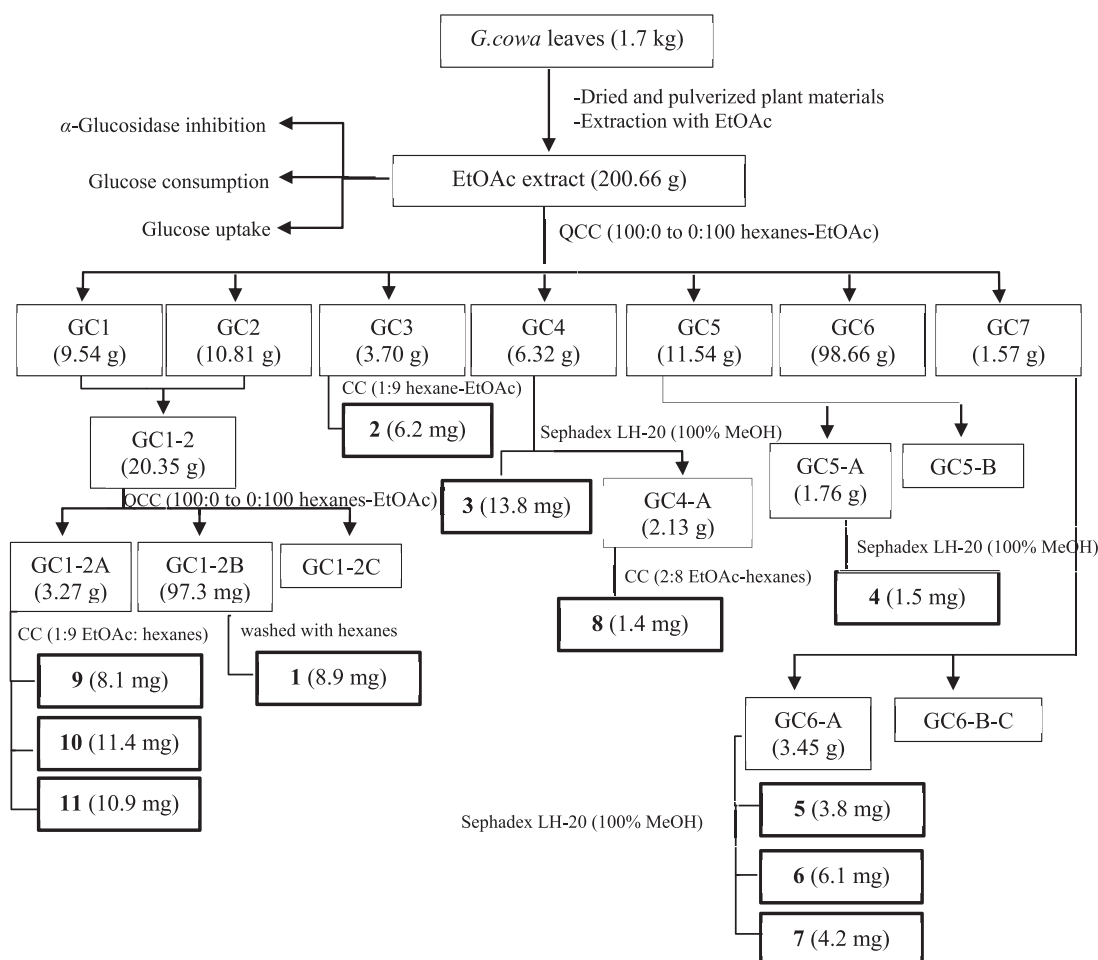 G.cowa leaves (1.7 kg)
-Dried and pulverized plant materials
-Extraction with EtOAc
α-Glucosidase inhibition
Glucose consumption
Glucose uptake
EtOAc extract (200.66 g)
QCC (100:0 to 0:100 hexanes-EtOAc)
GC1
(9.54 g)
GC2
(10.81 g)
GC3
(3.70 g)
GC4
(6.32 g)
GC5
(11.54 g)
GC6
(98.66 g)
GC7
(1.57 g)
CC (1:9 hexane-EtOAc)
2 (6.2 mg)
GC1-2
(20.35 g)
Sephadex LH-20 (100% MeOH)
GC5-A
(1.76 g)
GC5-B
QCC (100:0 to 0:100 hexanes-EtOAc)
3 (13.8 mg)
GC4-A
(2.13 g)
GC1-2A
(3.27 g)
GC1-2B
(97.3 mg)
GC1-2C
Sephadex LH-20 (100% MeOH)
CC (2:8 EtOAc-hexanes)
4 (1.5 mg)
8 (1.4 mg)
CC (1:9 EtOAc: hexanes)
washed with hexanes
9 (8.1 mg)
1 (8.9 mg)
10 (11.4 mg)
11 (10.9 mg)
GC6-A
(3.45 g)
GC6-B-C
Sephadex LH-20 (100% MeOH)
5 (3.8 mg)
6 (6.1 mg)
7 (4.2 mg)